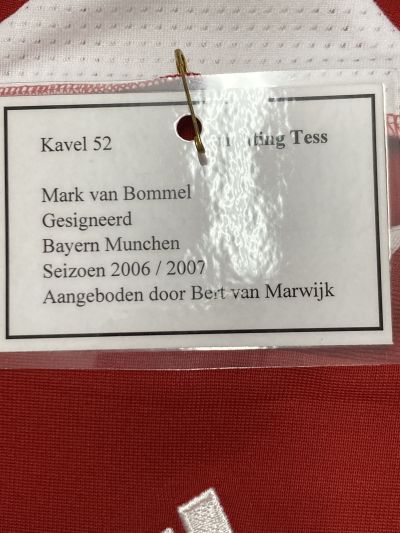 Kavel 52 Tess
Mark van Bommel
Gesigneerd
Bayern Munchen
Seizoen 2006 / 2007
Aangeboden door Bert van Marwijk